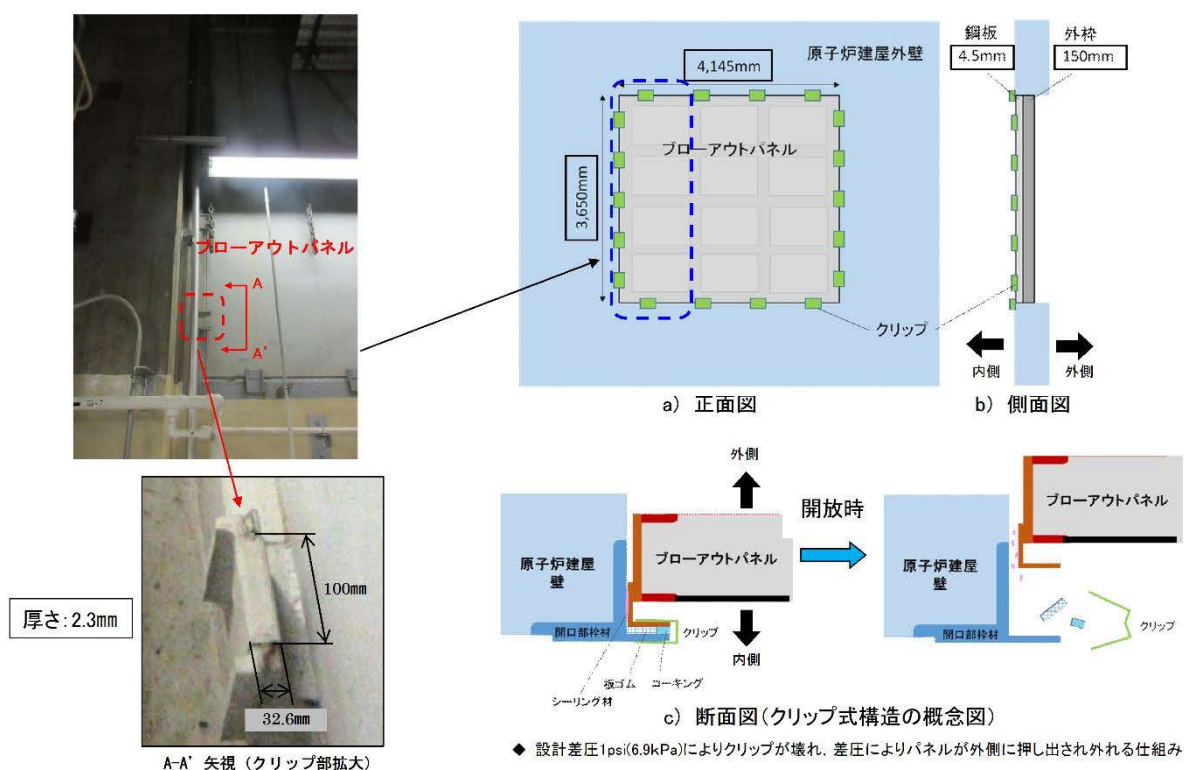 ブローアウトパネル
A
A'
厚さ:2.3mm
100mm
32.6mm
A-A' 矢視 (クリップ部拡大)
原子炉建屋外壁
4,145mm
3,650mm
ブローアウトパネル
クリップ
a) 正面図
鋼板
4.5mm
外枠
150mm
内側
外側
b) 側面図
外側
原子炉建屋
壁
ブローアウトパネル
開口部枠材
クリップ
内側
板ゴム
コーキング
シーリング材
開放時
ブローアウトパネル
原子炉建屋
壁
開口部枠材
クリップ
c) 断面図(クリップ式構造の概念図)
◆ 設計差圧1psi(6.9kPa)によりクリップが壊れ、差圧によりパネルが外側に押し出され外れる仕組み